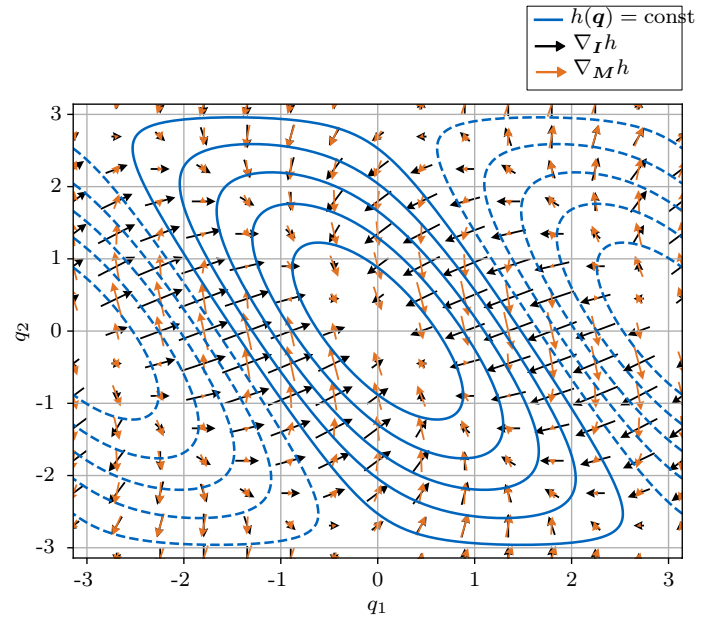 h(q) = const
∇_I h
∇_M h
3
2
1
0
-1
-2
-3
q₂
-3 -2 -1 0 1 2 3
q₁